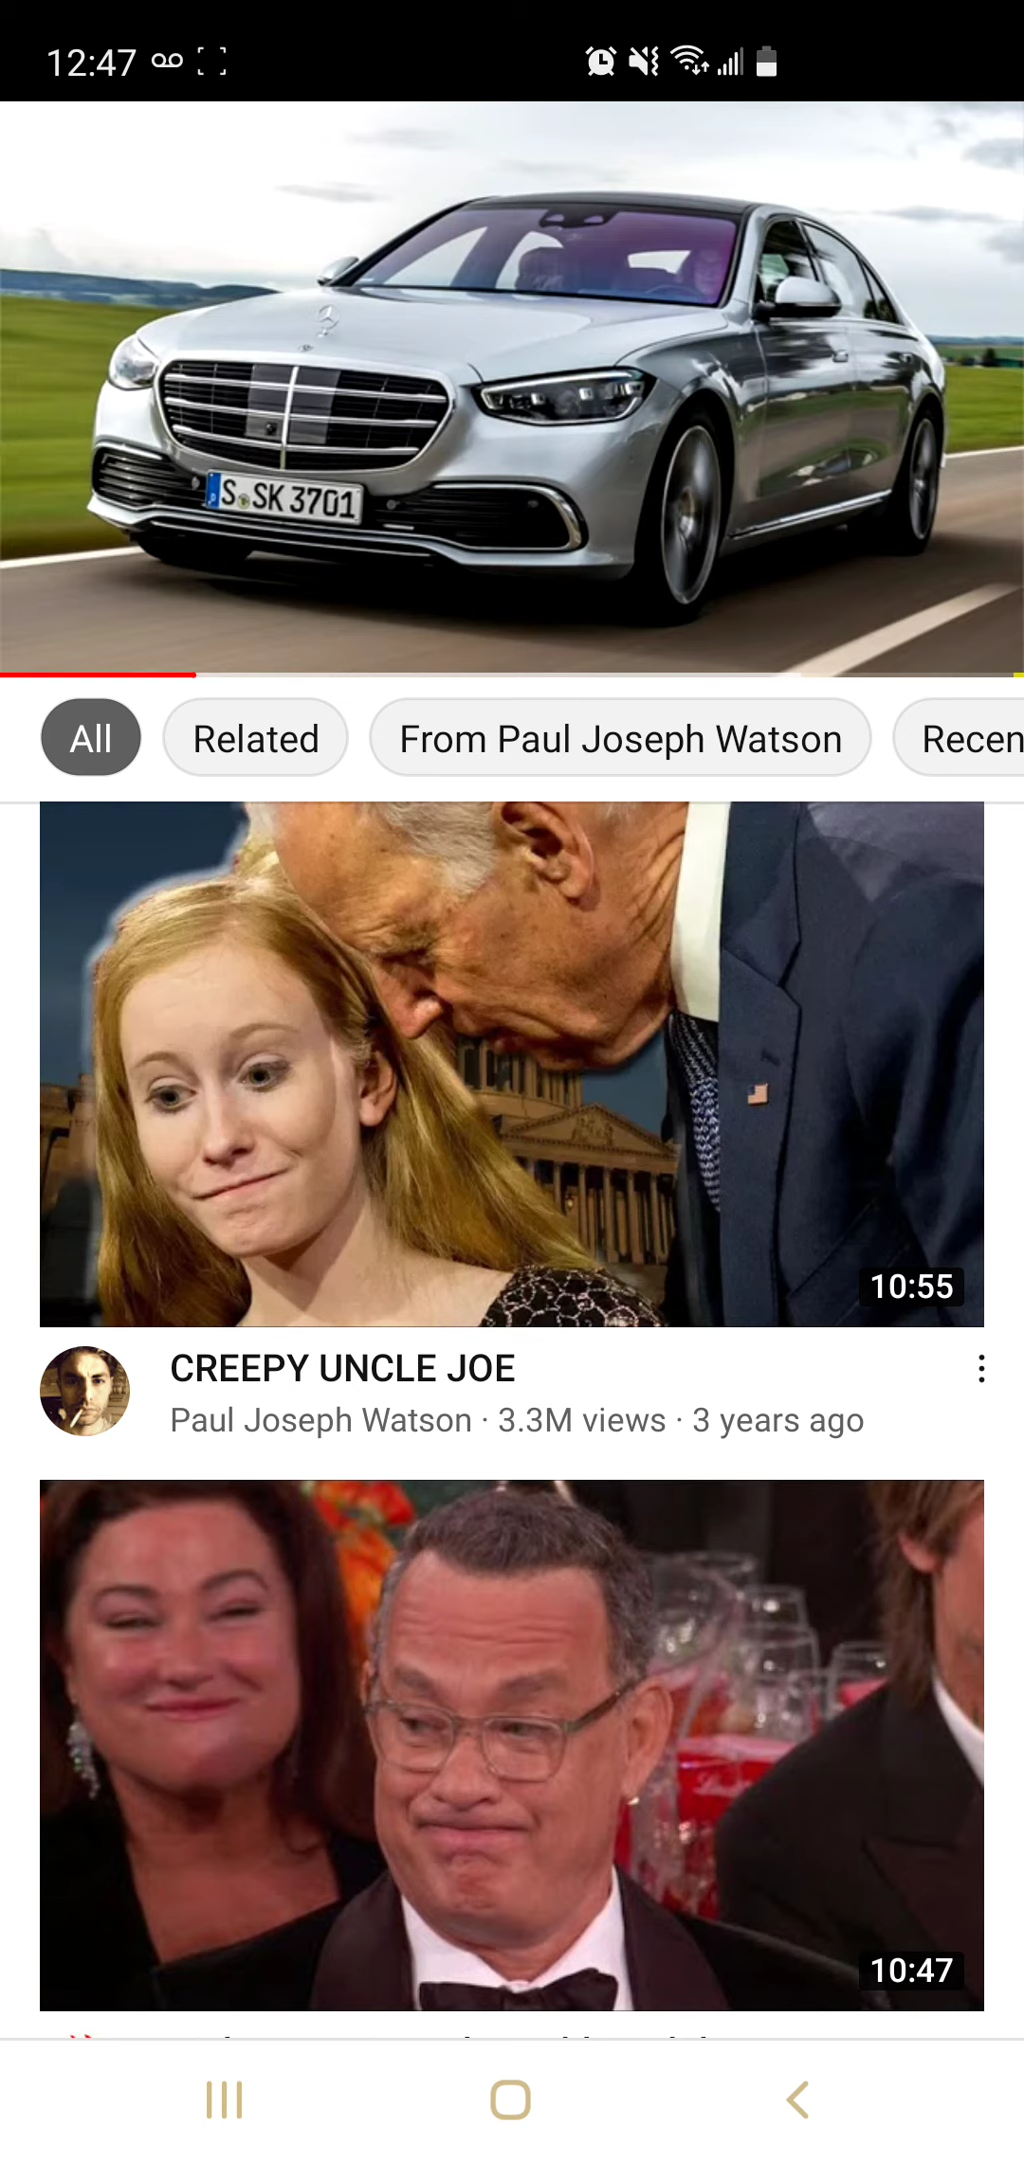 12:47
S SK 3701
All
Related
From Paul Joseph Watson
Recen
10:55
CREEPY UNCLE JOE
Paul Joseph Watson · 3.3M views · 3 years ago
10:47